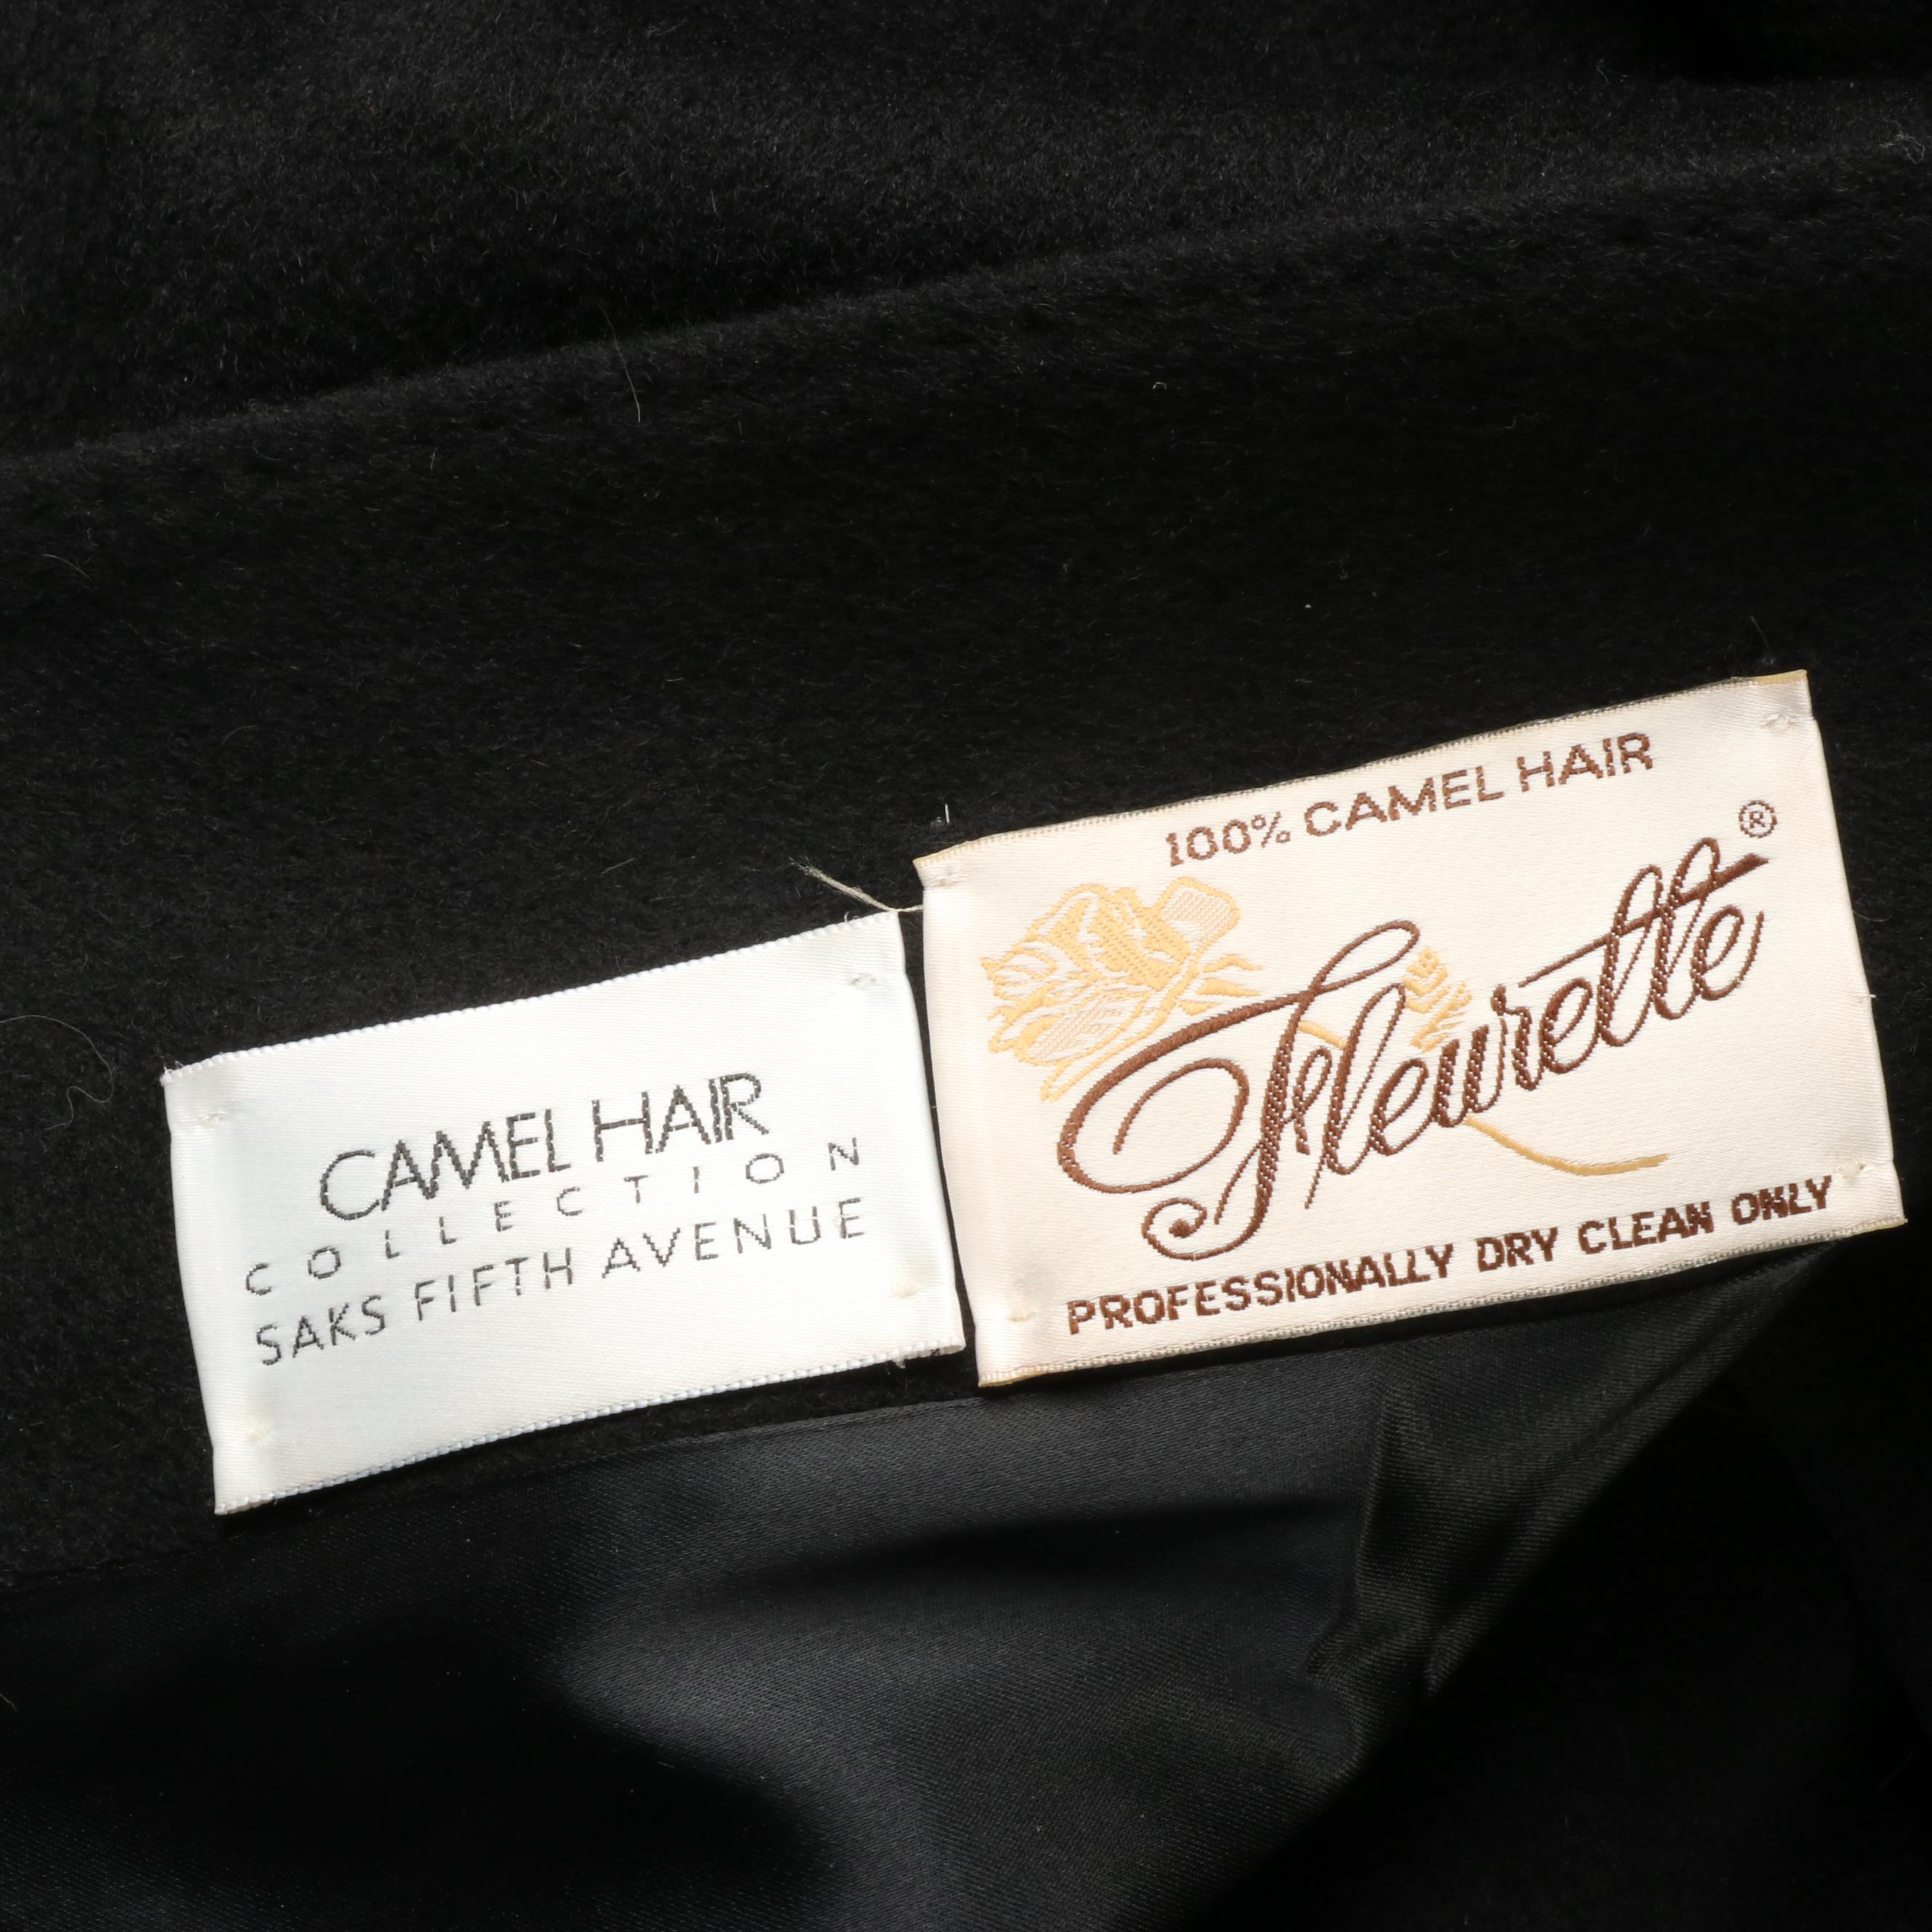 CAMEL HAIR
COLLECTION
SAKS FIFTH AVENUE
100% CAMEL HAIR
Fleurette®
PROFESSIONALLY DRY CLEAN ONLY